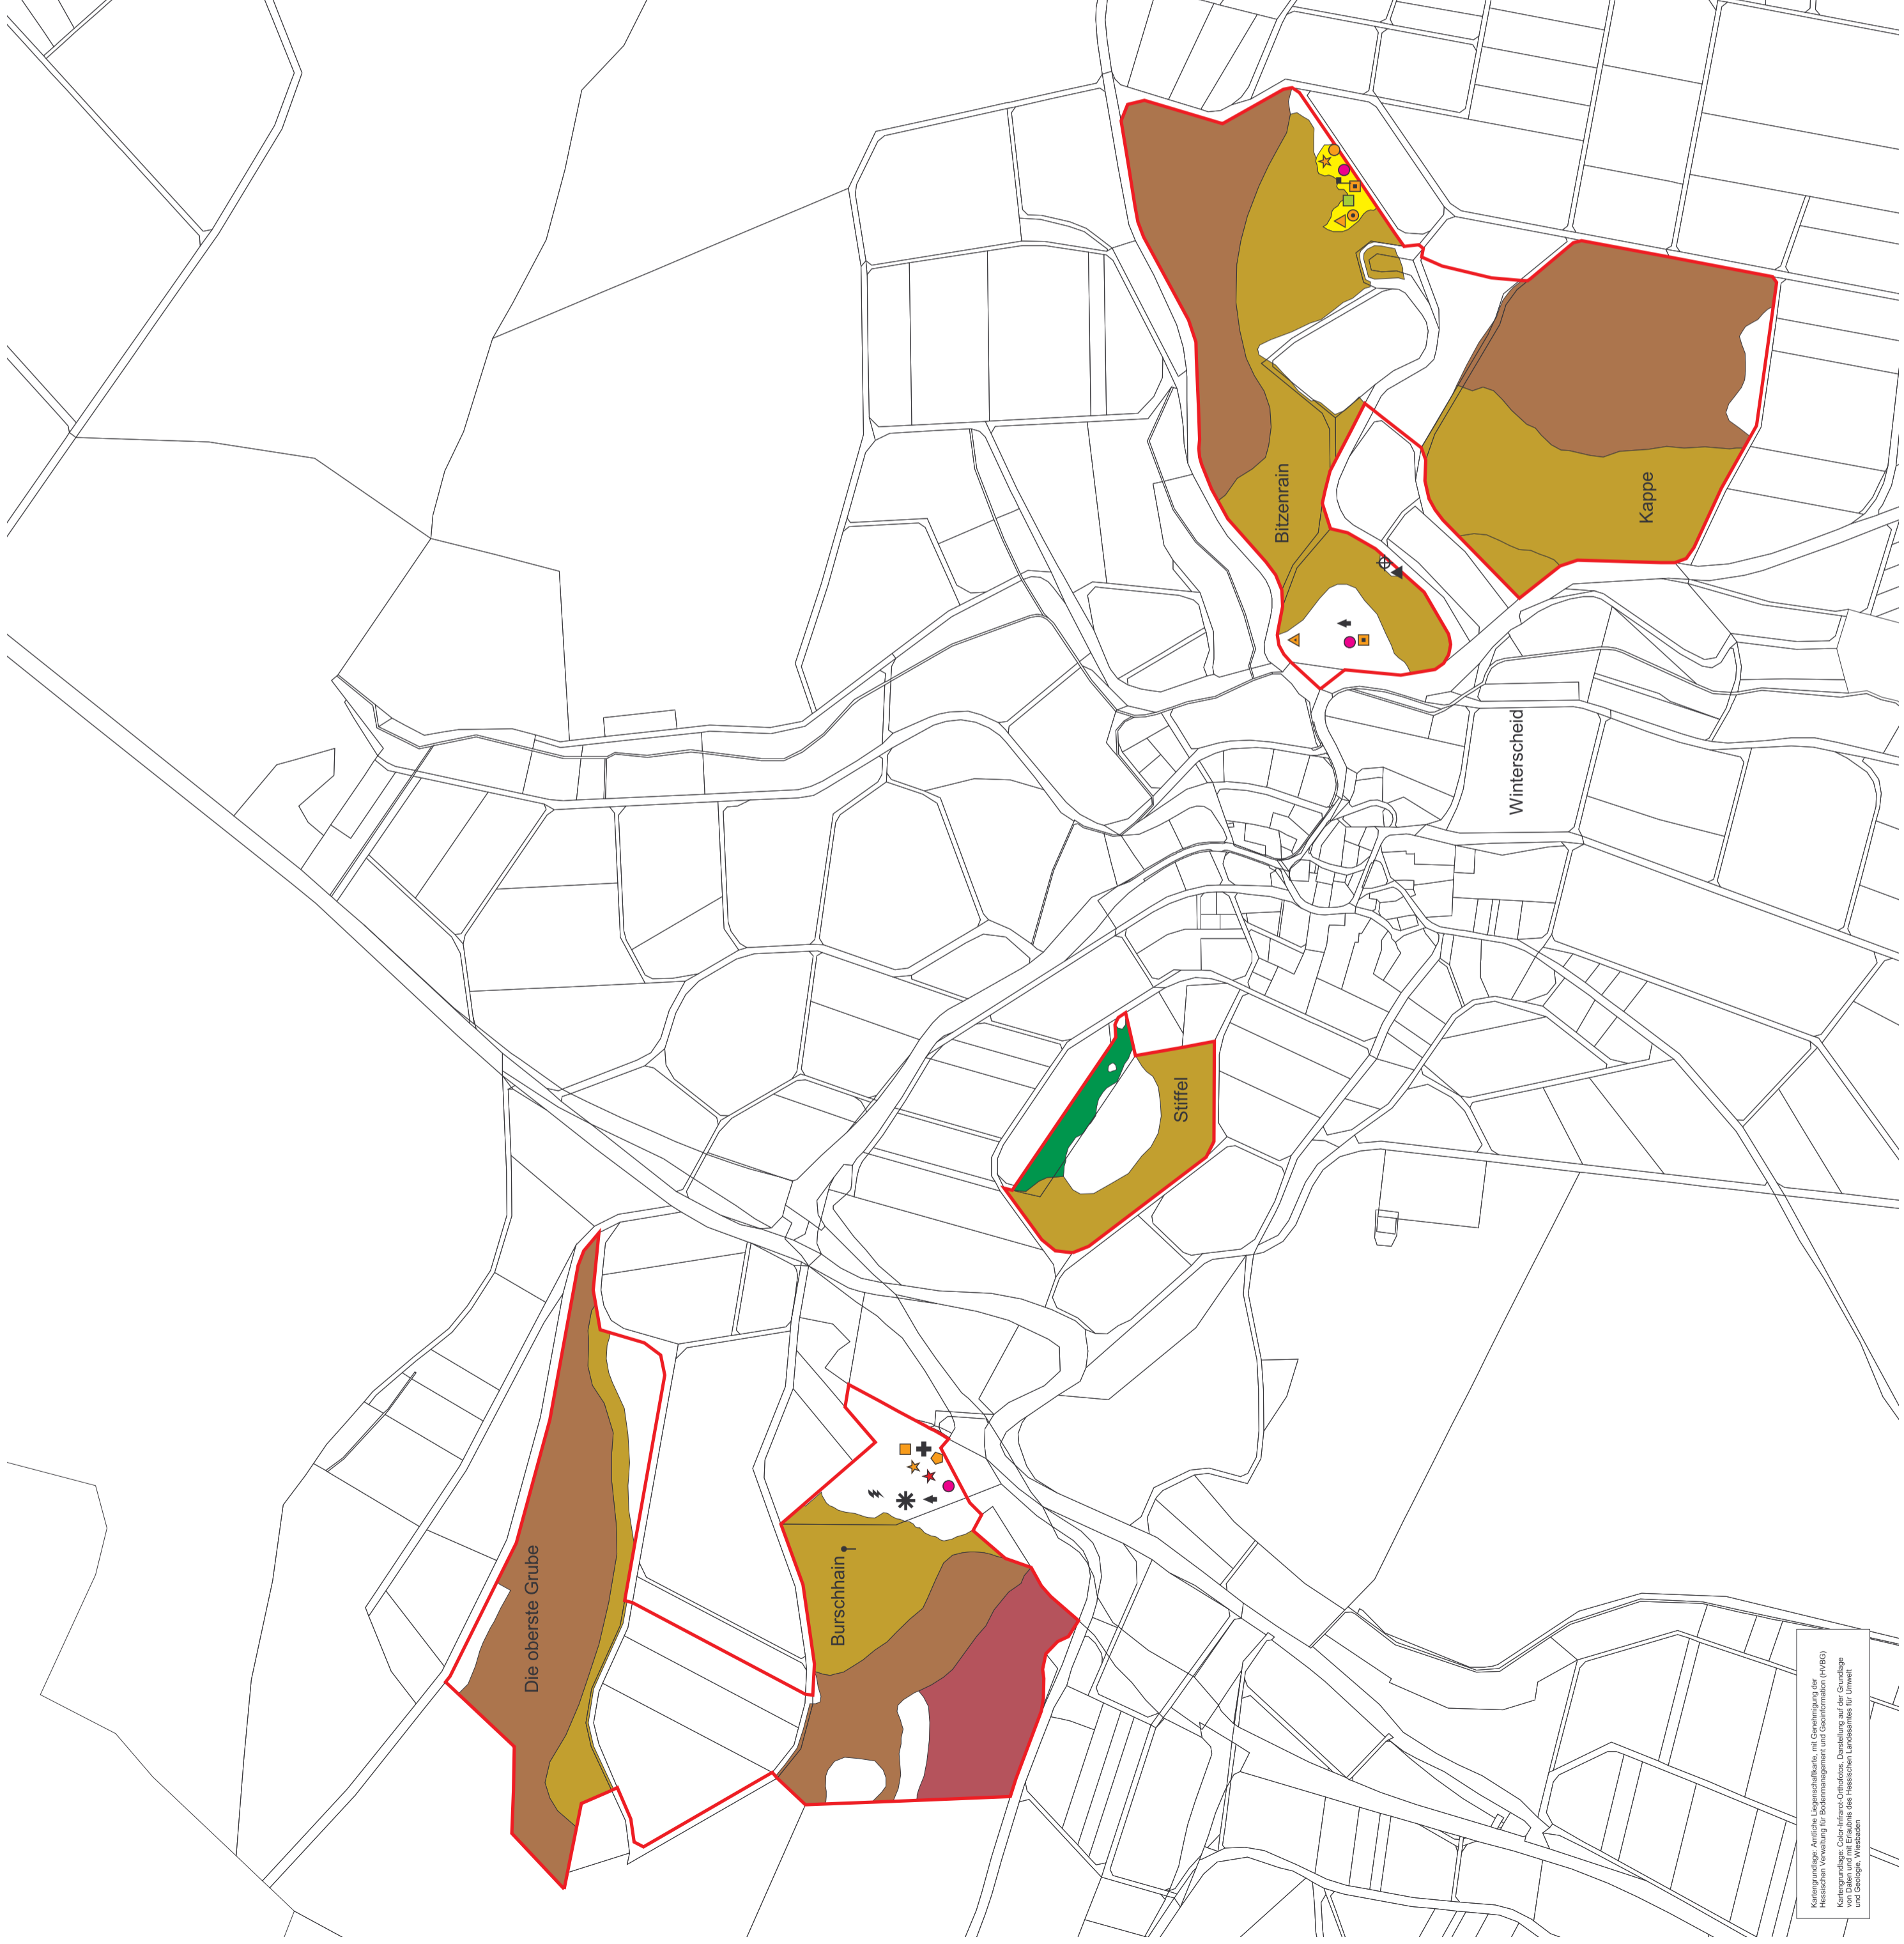 Die oberste Grube
Burschhain
Stiffel
Bitzenrain
Winterscheid
Kappe
Kartengrundlage: Amtliche Liegenschaftkarte, mit Genehmigung der
Hessischen Verwaltung für Bodenmanagement und Geoinformation (HVBG)
Kartengrundlage: Color-Infrarot-Orthofotos, Darstellung auf der Grundlage
von Daten und mit Erlaubnis des Hessischen Landesamtes für Umwelt
und Geologie, Wiesbaden